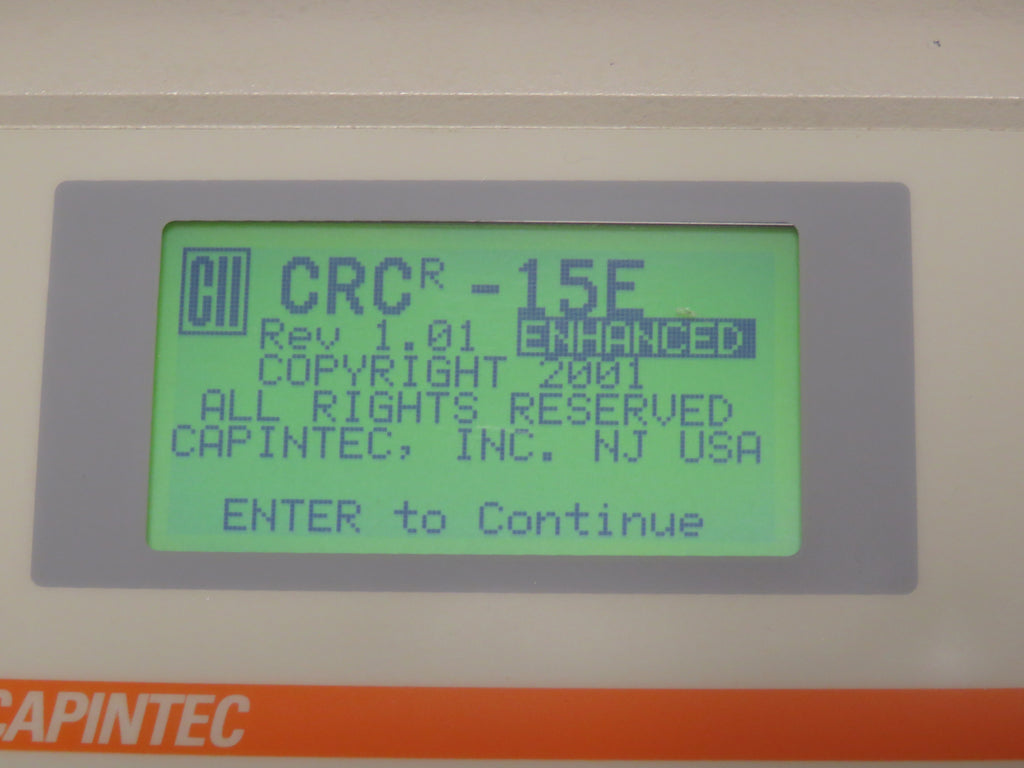 CII CRCR -15E
Rev 1.01 ENHANCED
COPYRIGHT 2001
ALL RIGHTS RESERVED
CAPINTEC, INC. NJ USA
ENTER to Continue
CAPINTEC